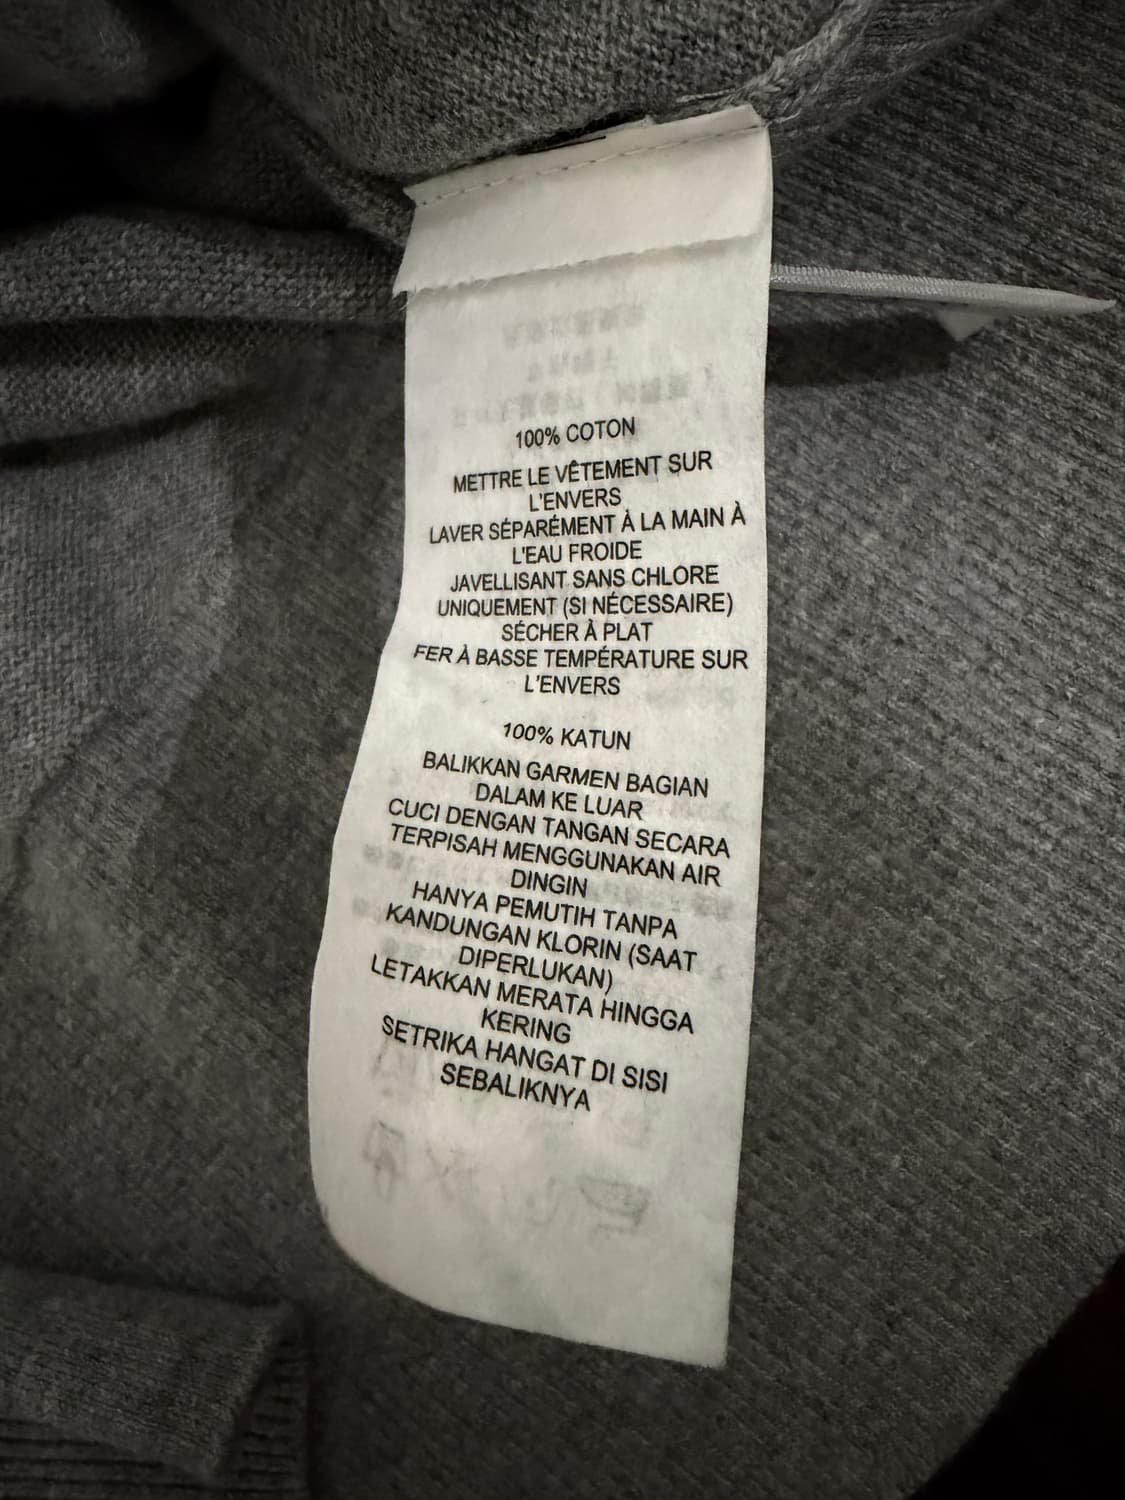 100% COTON
METTRE LE VÊTEMENT SUR
L'ENVERS
LAVER SÉPARÉMENT À LA MAIN À
L'EAU FROIDE
JAVELLISANT SANS CHLORE
UNIQUEMENT (SI NÉCESSAIRE)
SÉCHER À PLAT
FER À BASSE TEMPÉRATURE SUR
L'ENVERS
100% KATUN
BALIKKAN GARMEN BAGIAN
DALAM KE LUAR
CUCI DENGAN TANGAN SECARA
TERPISAH MENGGUNAKAN AIR
DINGIN
HANYA PEMUTIH TANPA
KANDUNGAN KLORIN (SAAT
DIPERLUKAN)
LETAKKAN MERATA HINGGA
KERING
SETRIKA HANGAT DI SISI
SEBALIKNYA